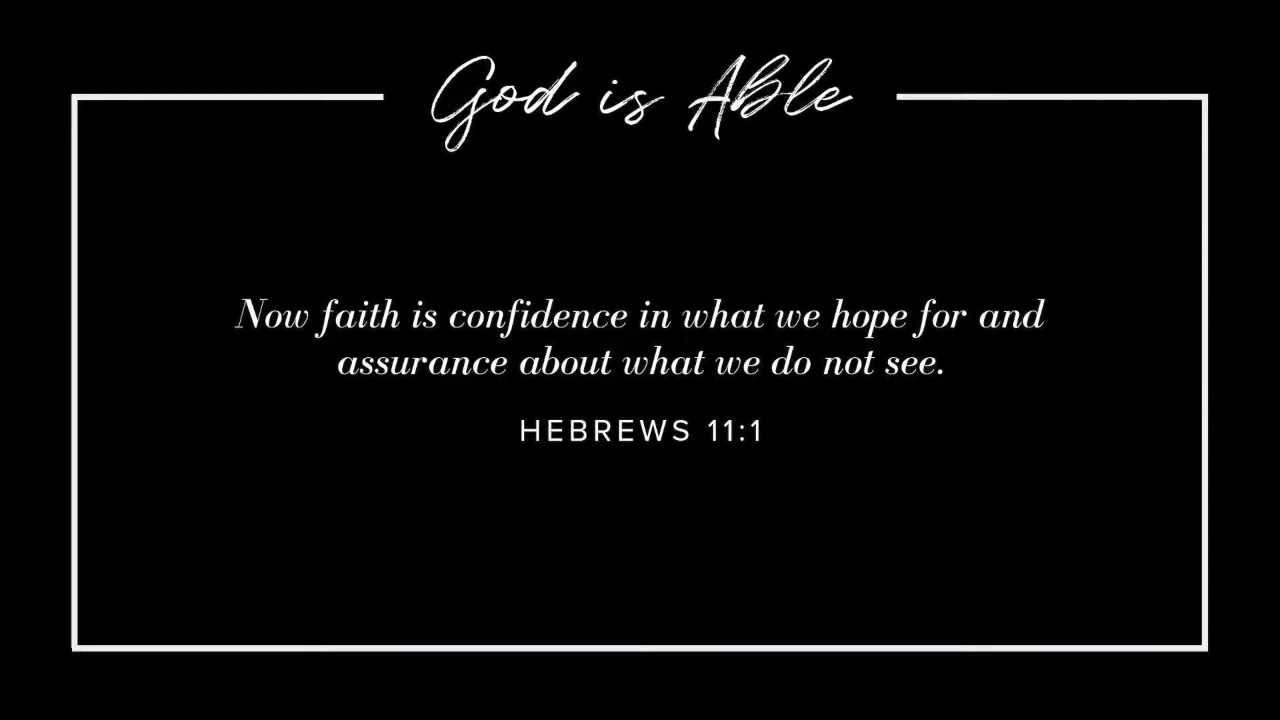 God is Able
Now faith is confidence in what we hope for and
assurance about what we do not see.
HEBREWS 11:1